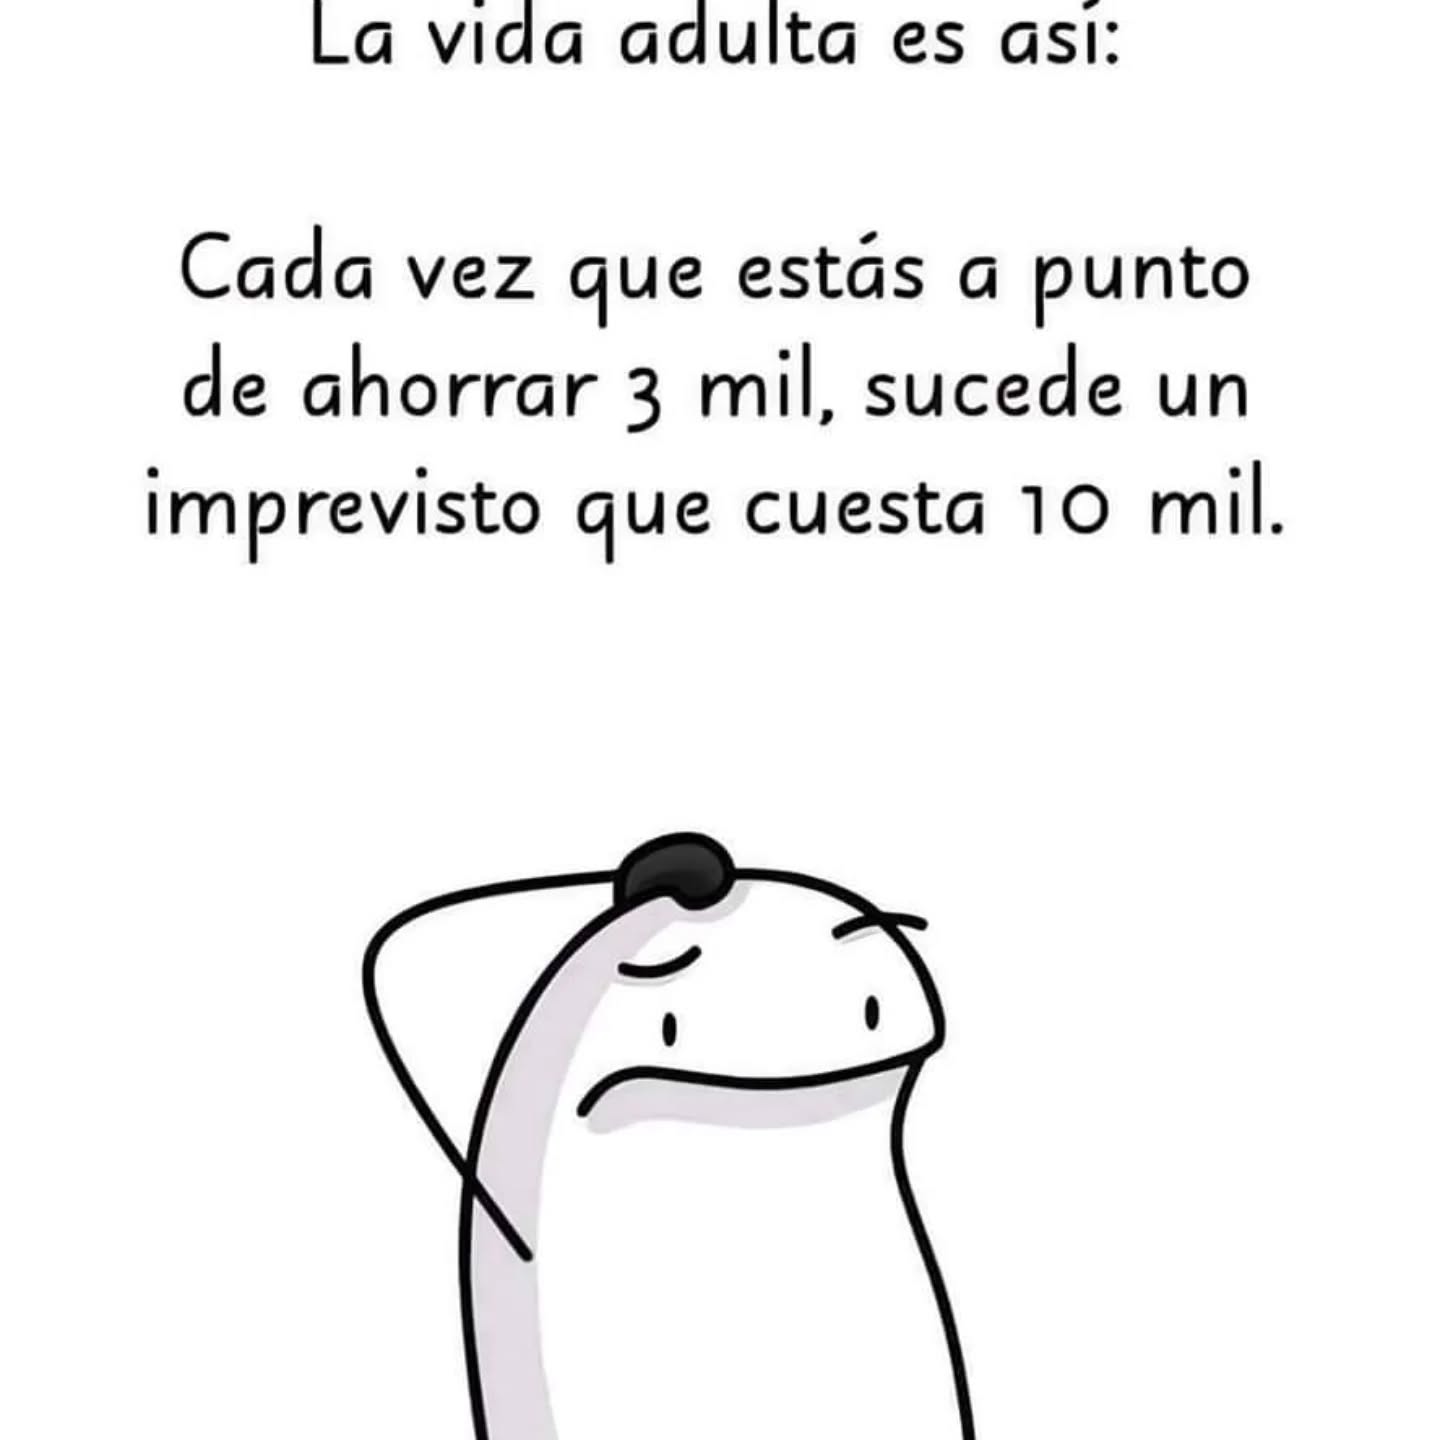 La vida adulta es así:
Cada vez que estás a punto
de ahorrar 3 mil, sucede un
imprevisto que cuesta 10 mil.